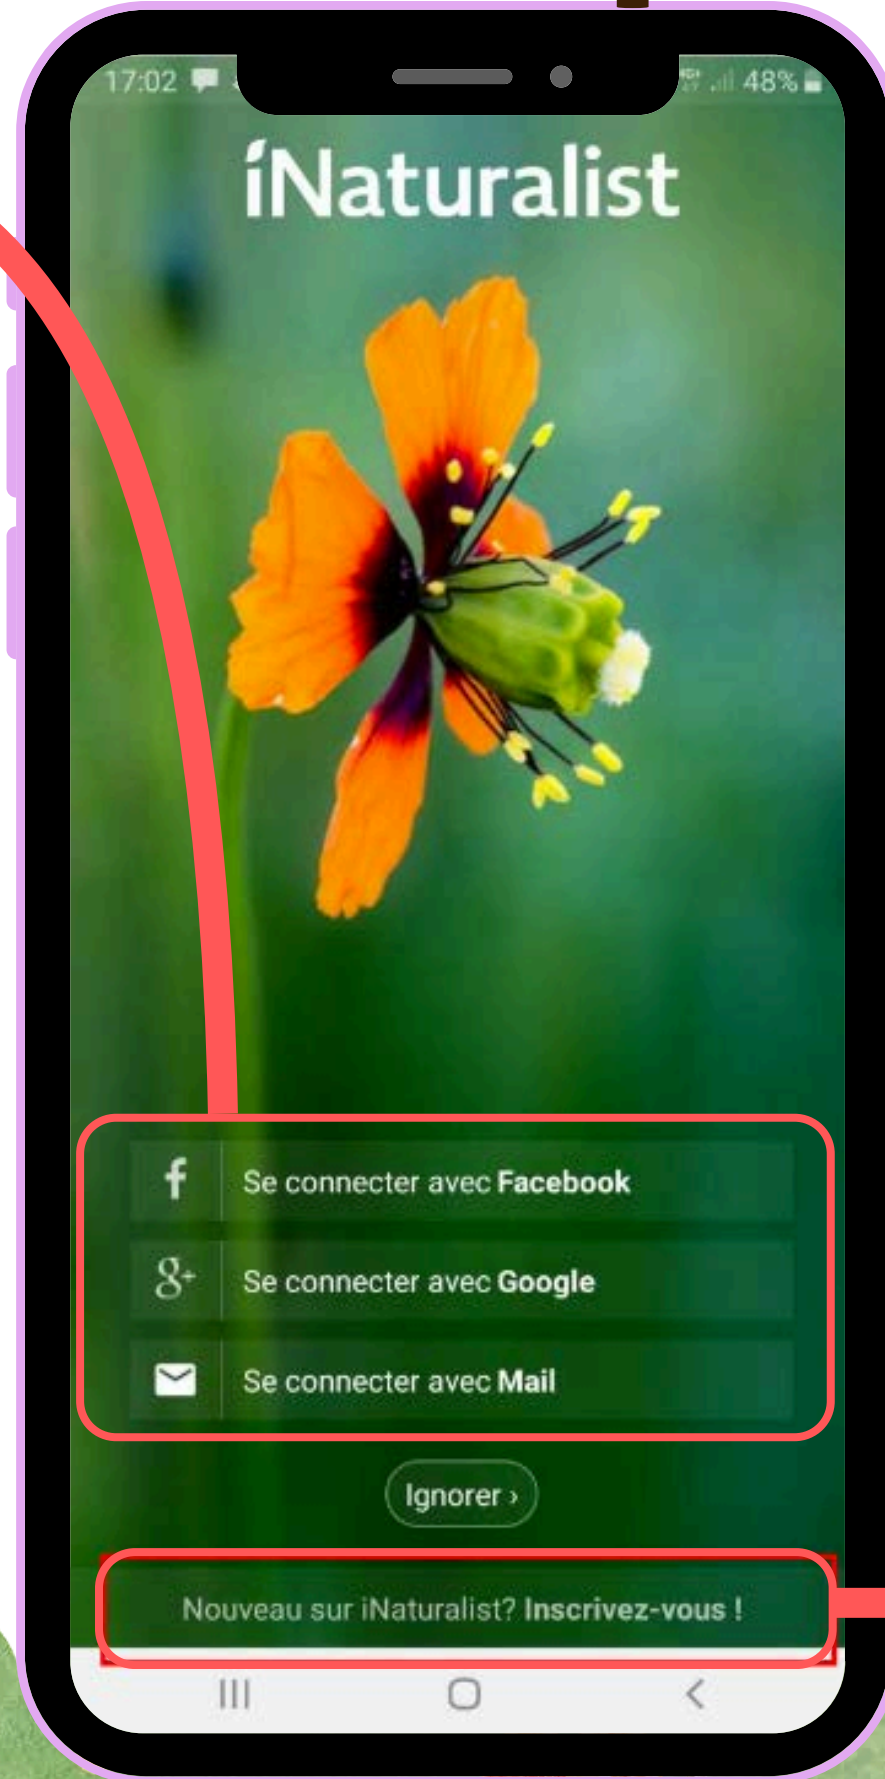 17:02 48%
iNaturalist
f Se connecter avec Facebook
g+ Se connecter avec Google
Se connecter avec Mail
Ignorer ›
Nouveau sur iNaturalist? Inscrivez-vous !